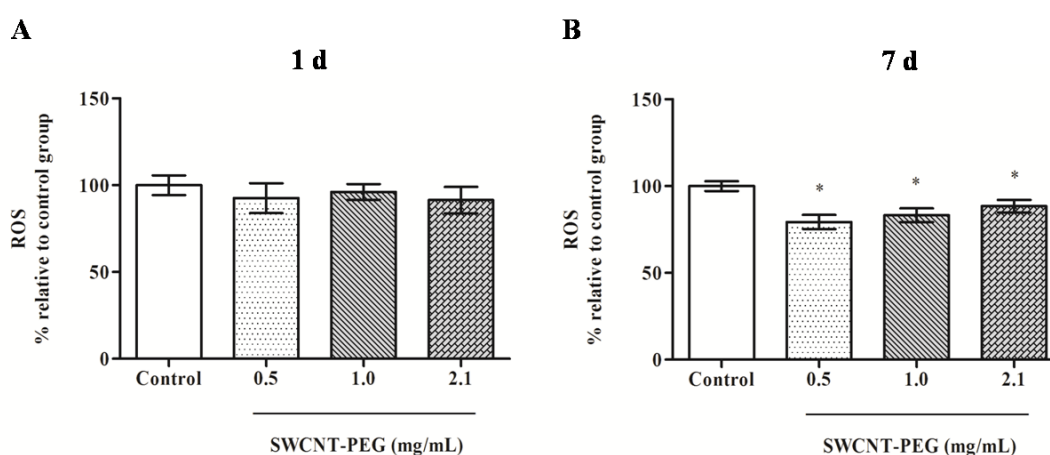 A
1 d
ROS
% relative to control group
150
100
50
0
Control 0.5 1.0 2.1
SWCNT-PEG (mg/mL)
B
7 d
ROS
% relative to control group
150
100
50
0
* * *
Control 0.5 1.0 2.1
SWCNT-PEG (mg/mL)